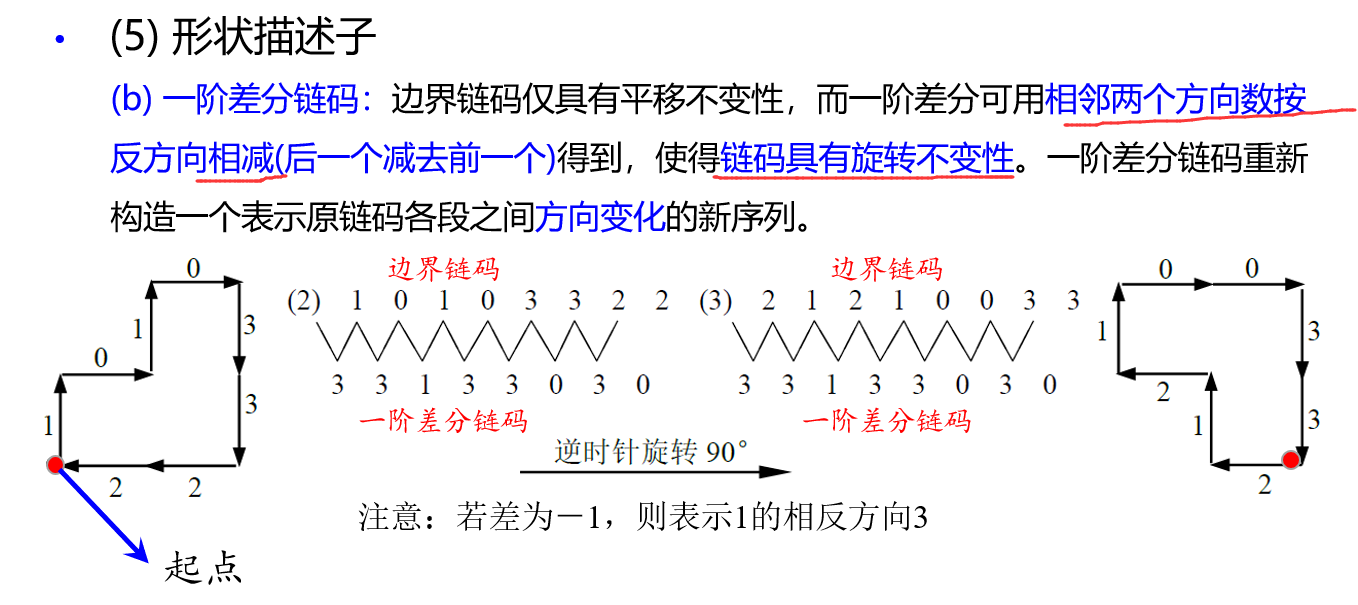 • (5) 形状描述子
(b) 一阶差分链码：边界链码仅具有平移不变性，而一阶差分可用相邻两个方向数按
反方向相减(后一个减去前一个)得到，使得链码具有旋转不变性。一阶差分链码重新
构造一个表示原链码各段之间方向变化的新序列。
0
1
0
1
3
3
2 2
起点
边界链码
(2) 1 0 1 0 3 3 2 2
3 3 1 3 3 0 3 0
一阶差分链码
边界链码
(3) 2 1 2 1 0 0 3 3
3 3 1 3 3 0 3 0
一阶差分链码
逆时针旋转 90°
注意：若差为－1，则表示1的相反方向3
0 0
1
3
2
1
3
2